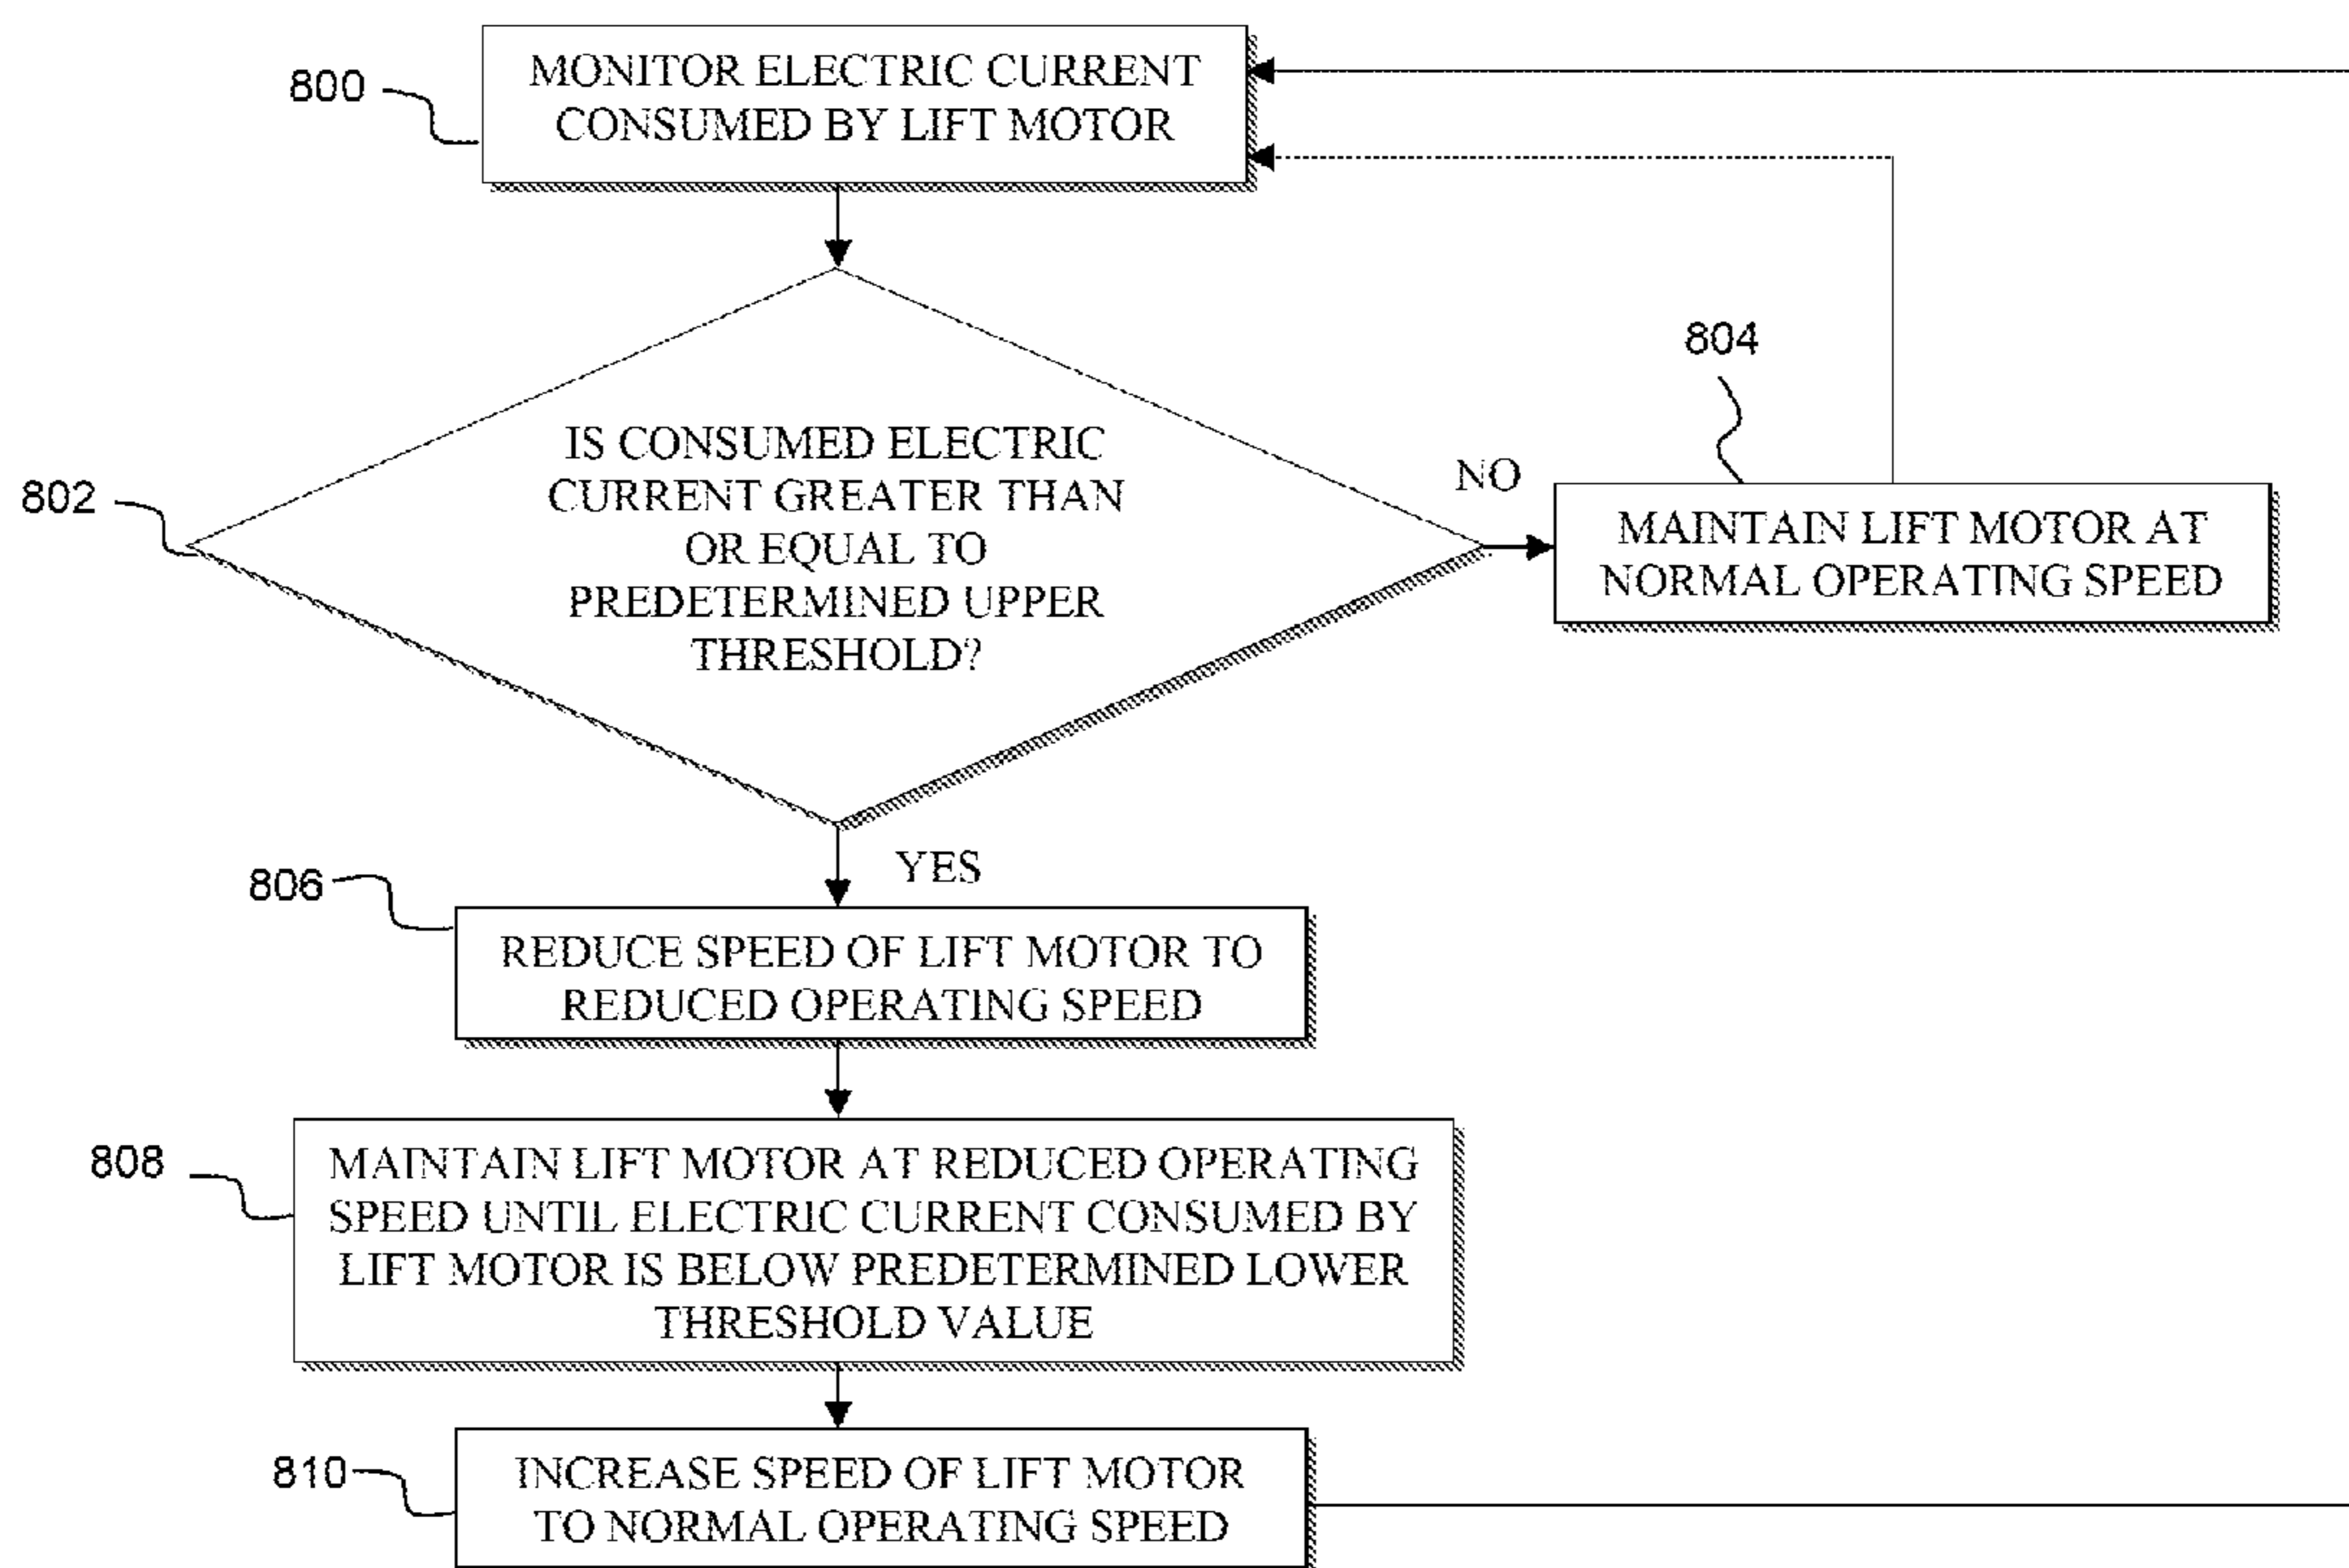 800
MONITOR ELECTRIC CURRENT
CONSUMED BY LIFT MOTOR
802
IS CONSUMED ELECTRIC
CURRENT GREATER THAN
OR EQUAL TO
PREDETERMINED UPPER
THRESHOLD?
NO
804
MAINTAIN LIFT MOTOR AT
NORMAL OPERATING SPEED
YES
806
REDUCE SPEED OF LIFT MOTOR TO
REDUCED OPERATING SPEED
808
MAINTAIN LIFT MOTOR AT REDUCED OPERATING
SPEED UNTIL ELECTRIC CURRENT CONSUMED BY
LIFT MOTOR IS BELOW PREDETERMINED LOWER
THRESHOLD VALUE
810
INCREASE SPEED OF LIFT MOTOR
TO NORMAL OPERATING SPEED